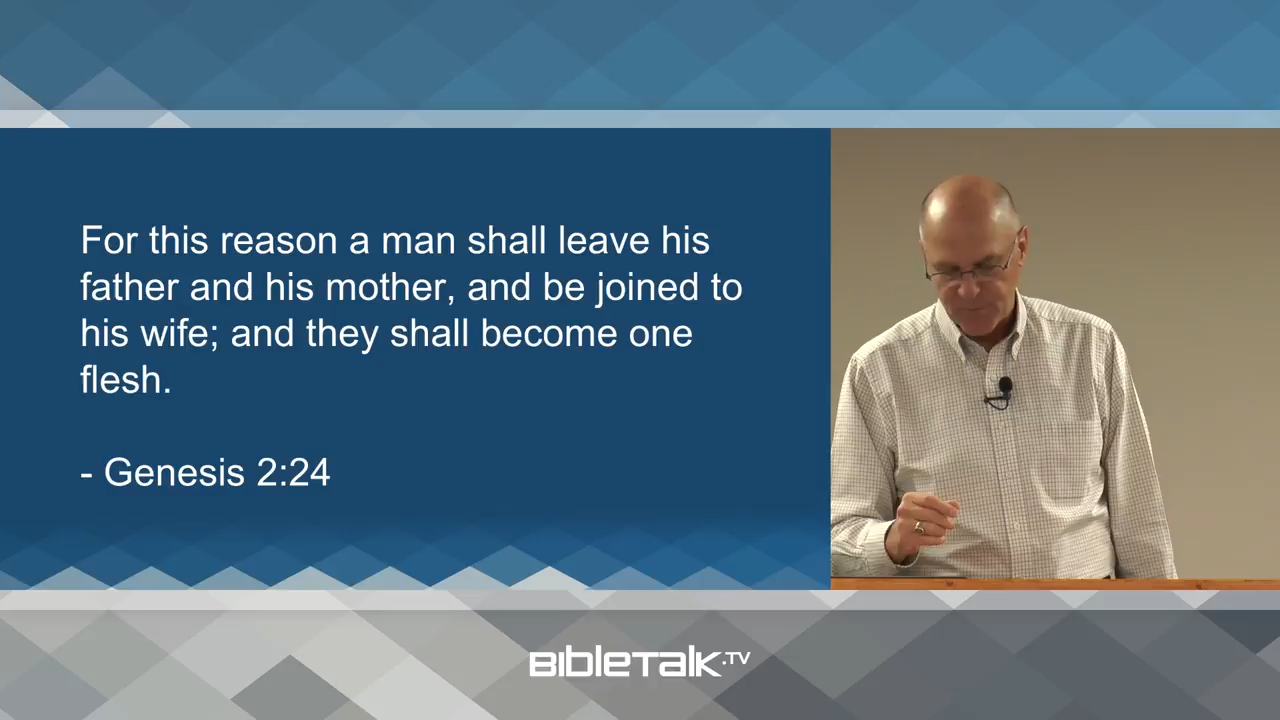 For this reason a man shall leave his
father and his mother, and be joined to
his wife; and they shall become one
flesh.
- Genesis 2:24
BibleTalk.TV